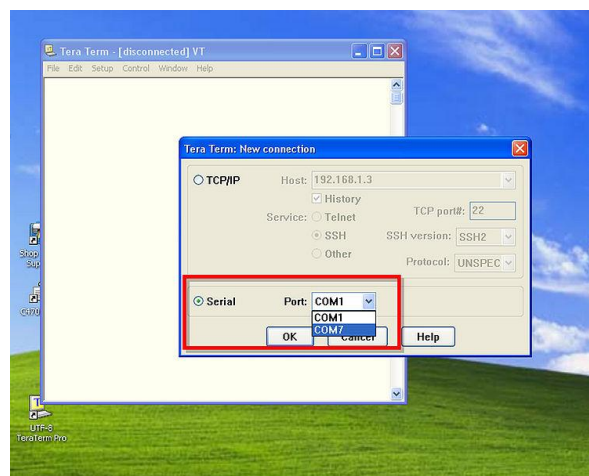 Tera Term - [disconnected] VT
File Edit Setup Control Window Help
Tera Term: New connection
TCP/IP
Host: 192.168.1.3
History
Service: Telnet
TCP port#: 22
SSH
SSH version: SSH2
Other
Protocol: UNSPEC
Serial
Port: COM1
COM1
COM7
OK
Cancel
Help
Shop
Sup
UTF-8
TeraTerm Pro